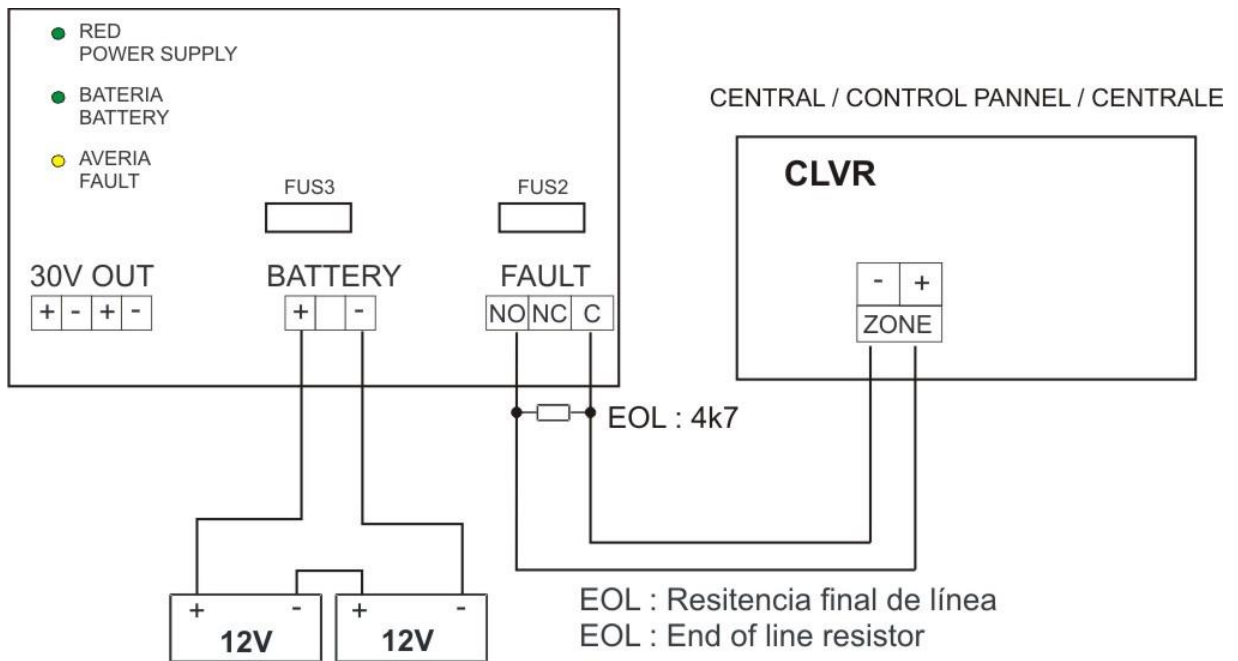 RED
POWER SUPPLY
BATERIA
BATTERY
AVERIA
FAULT
FUS3
FUS2
30V OUT
+ - + -
BATTERY
+ -
FAULT
NO NC C
CENTRAL / CONTROL PANNEL / CENTRALE
CLVR
- +
ZONE
EOL : 4k7
+ -
12V
+ -
12V
EOL : Resitencia final de línea
EOL : End of line resistor